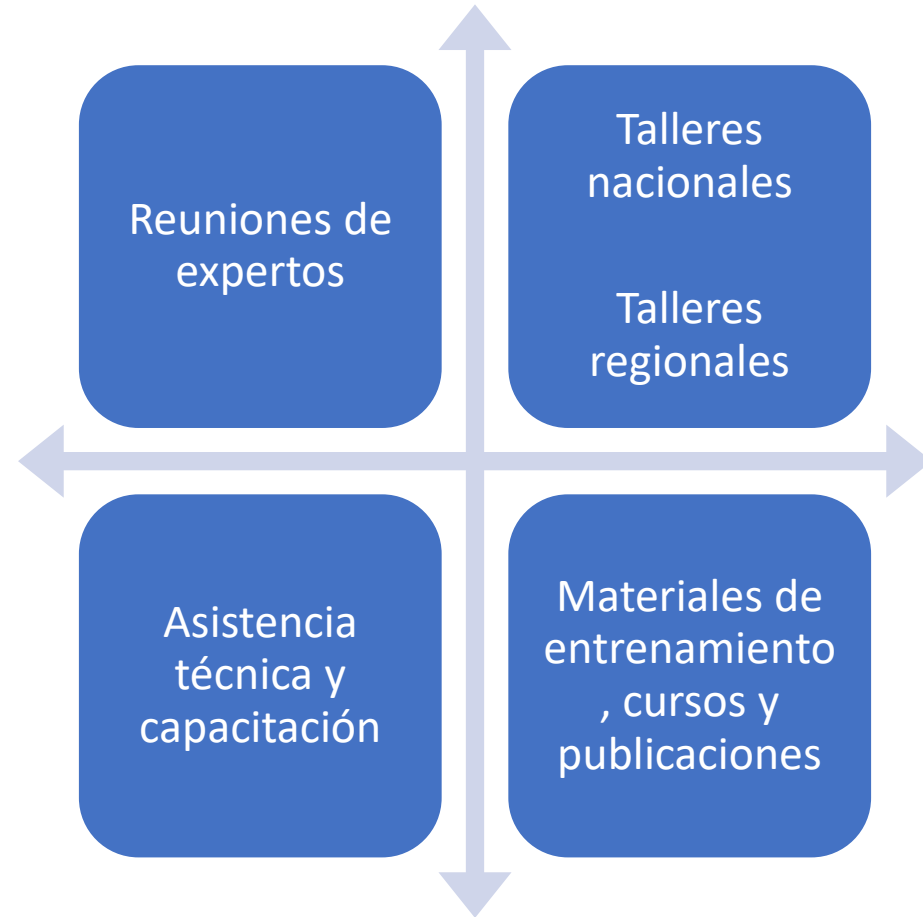 Reuniones de
expertos
Talleres
nacionales
Talleres
regionales
Asistencia
técnica y
capacitación
Materiales de
entrenamiento
, cursos y
publicaciones